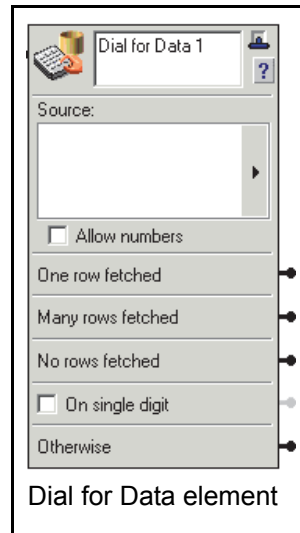 Dial for Data 1
?
Source:
Allow numbers
One row fetched
Many rows fetched
No rows fetched
On single digit
Otherwise
Dial for Data element